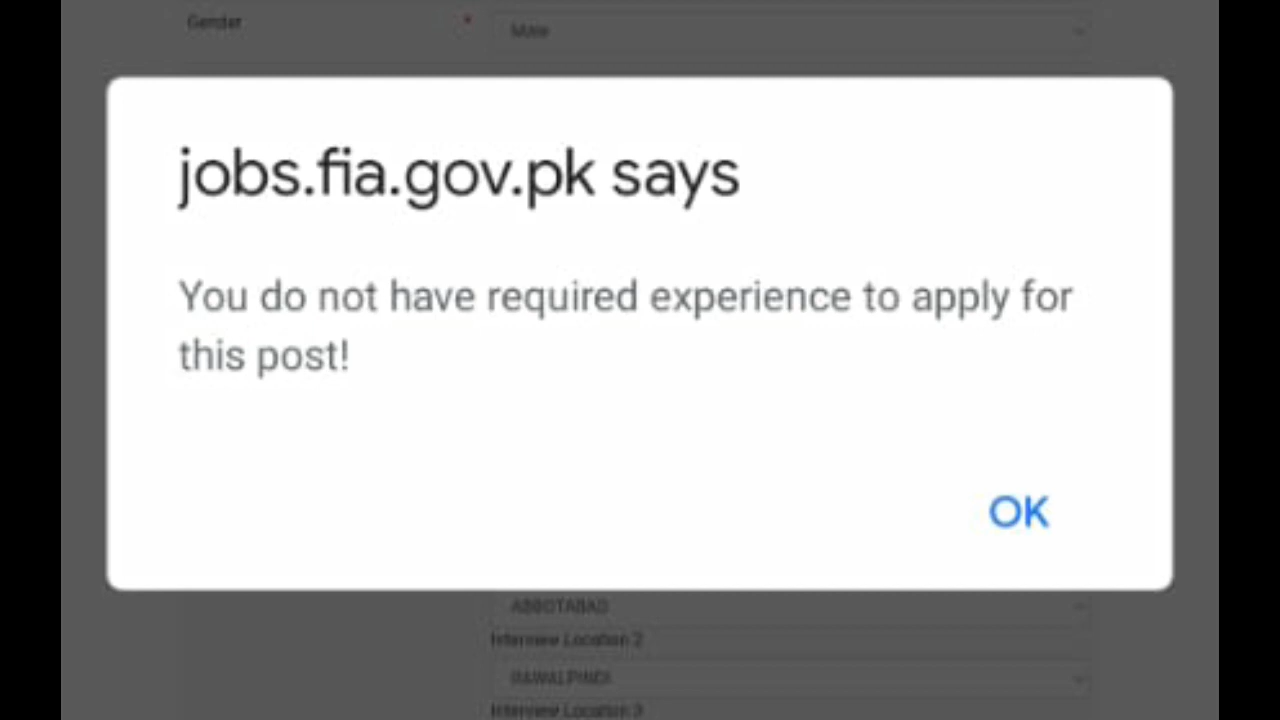 Gender *
Male
jobs.fia.gov.pk says
You do not have required experience to apply for
this post!
OK
ABBOTABAD
Interview Location 2
RAWALPINDI
Interview Location 3